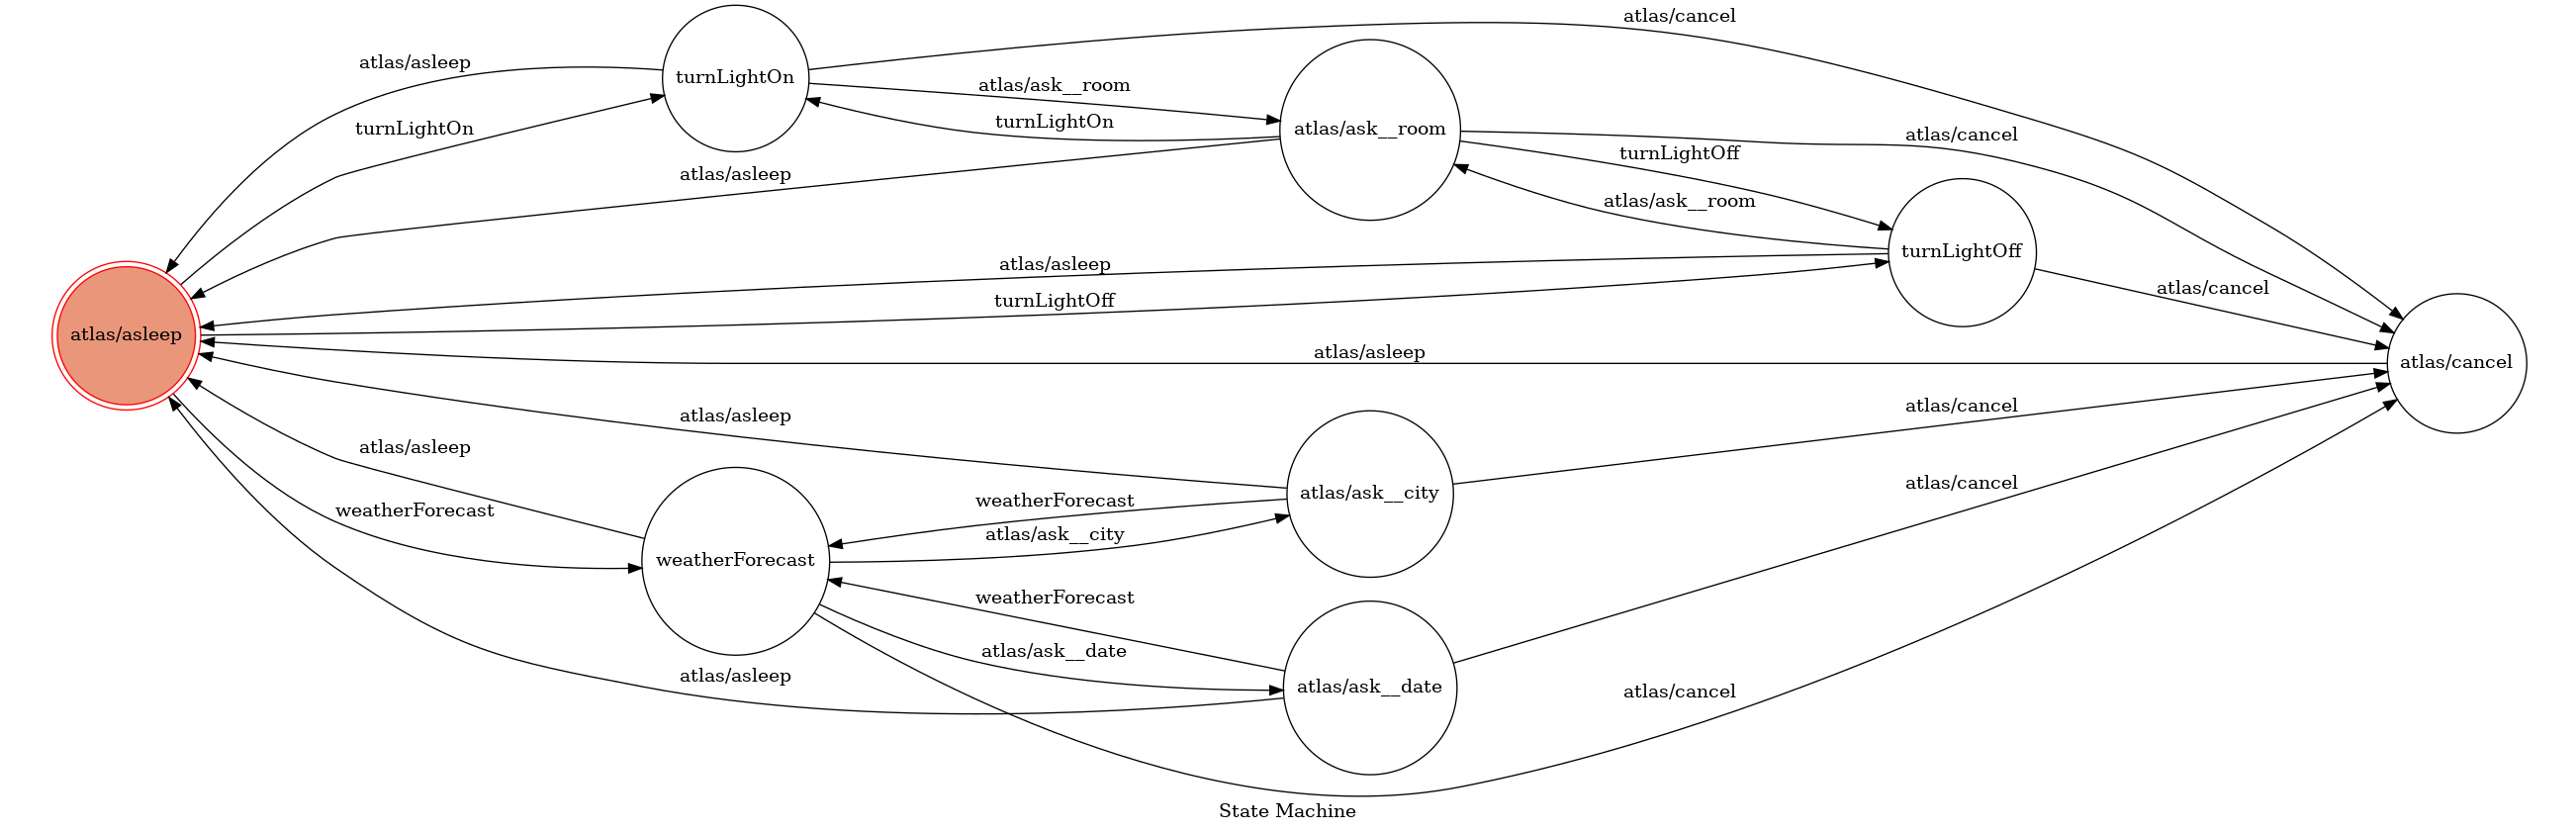 atlas/cancel
atlas/asleep
turnLightOn
atlas/ask__room
turnLightOn
turnLightOn
atlas/asleep
atlas/ask__room
atlas/cancel
turnLightOff
atlas/ask__room
turnLightOff
atlas/asleep
turnLightOff
atlas/cancel
atlas/asleep
atlas/asleep
atlas/cancel
atlas/asleep
atlas/cancel
atlas/asleep
weatherForecast
weatherForecast
atlas/ask__city
atlas/ask__city
atlas/cancel
weatherForecast
weatherForecast
atlas/ask__date
atlas/asleep
atlas/ask__date
atlas/cancel
State Machine